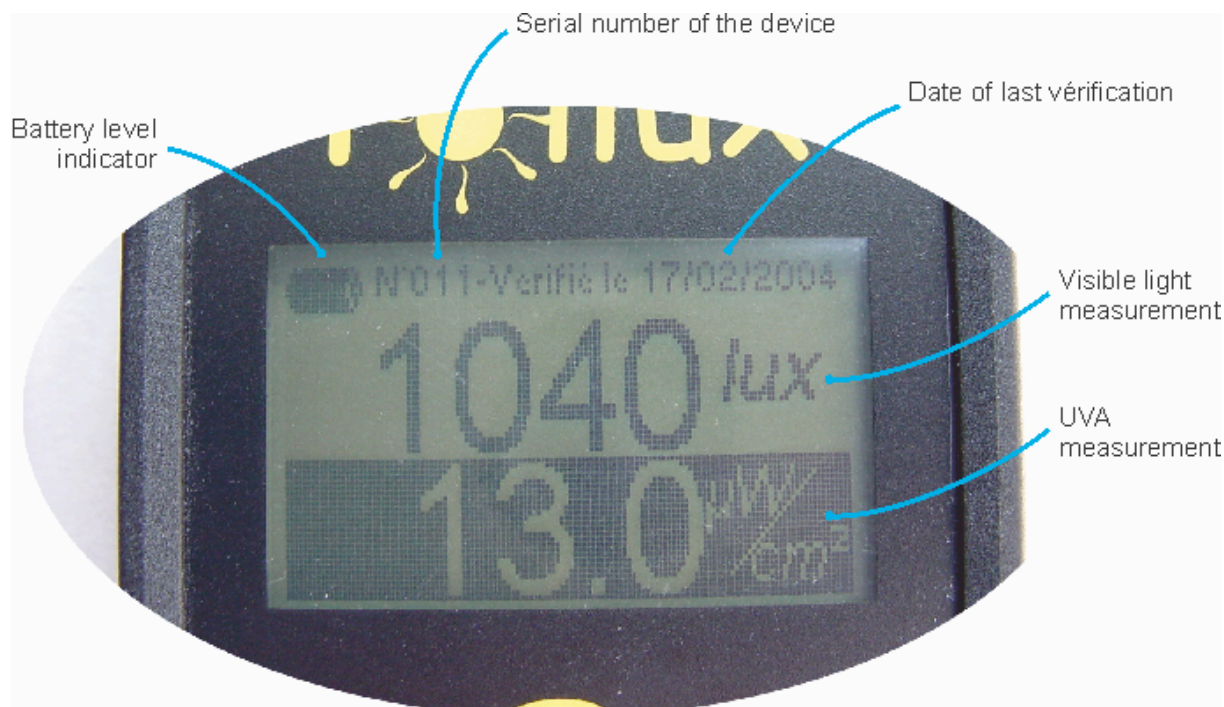 Serial number of the device
Date of last vérification
Battery level
indicator
N°011-Verifié le 17/02/2004
Visible light
measurement
1040 lux
UVA
measurement
13.0 µW/cm²